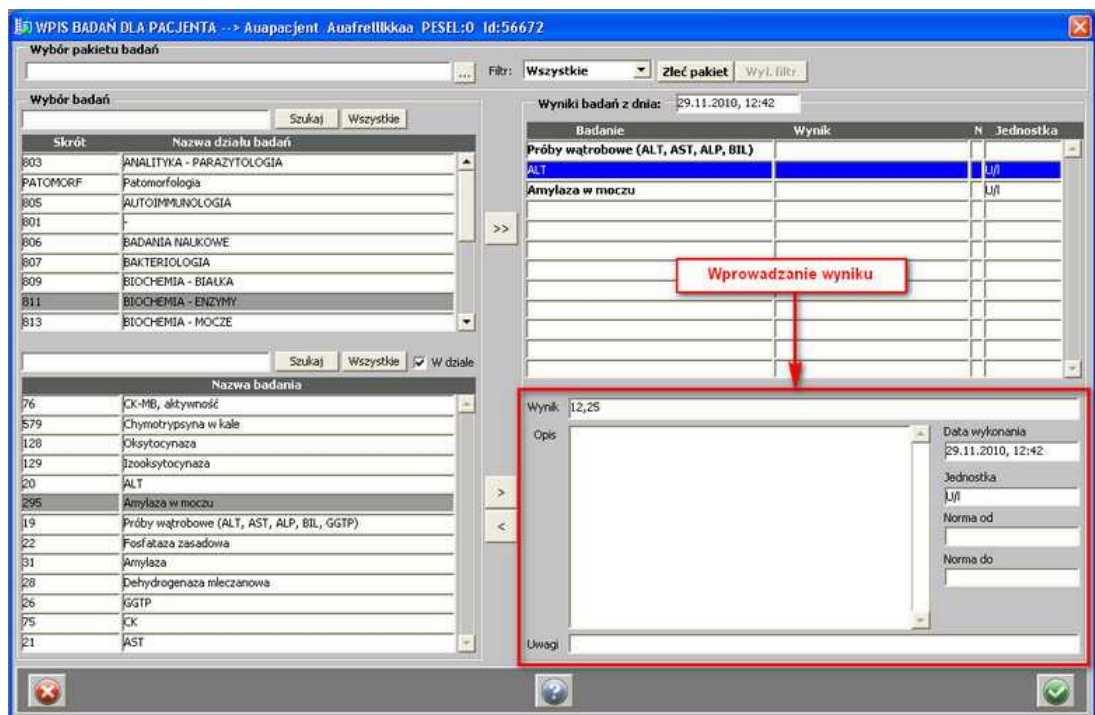 WPIS BADAŃ DLA PACJENTA --> Auapacjent Auafrelllkkaa PESEL:0 Id:56672
Wybór pakietu badań
... Filtr: Wszystkie Zleć pakiet Wył. filtr
Wybór badań
Szukaj Wszystkie
Skrót Nazwa działu badań
803 ANALITYKA - PARAZYTOLOGIA
PATOMORF Patomorfologia
805 AUTOIMMUNOLOGIA
801 -
806 BADANIA NAUKOWE
807 BAKTERIOLOGIA
809 BIOCHEMIA - BIAŁKA
811 BIOCHEMIA - ENZYMY
813 BIOCHEMIA - MOCZE
Szukaj Wszystkie W dziale
Nazwa badania
76 CK-MB, aktywność
579 Chymotrypsyna w kale
128 Oksytocynaza
129 Izooksytocynaza
20 ALT
295 Amylaza w moczu
19 Próby wątrobowe (ALT, AST, ALP, BIL, GGTP)
22 Fosfataza zasadowa
31 Amylaza
28 Dehydrogenaza mleczanowa
26 GGTP
75 CK
21 AST
>>
>
<
Wyniki badań z dnia: 29.11.2010, 12:42
Badanie Wynik N Jednostka
Próby wątrobowe (ALT, AST, ALP, BIL)
ALT U/l
Amylaza w moczu U/l
Wprowadzanie wyniku
Wynik 12,25
Opis
Data wykonania
29.11.2010, 12:42
Jednostka
U/l
Norma od
Norma do
Uwagi